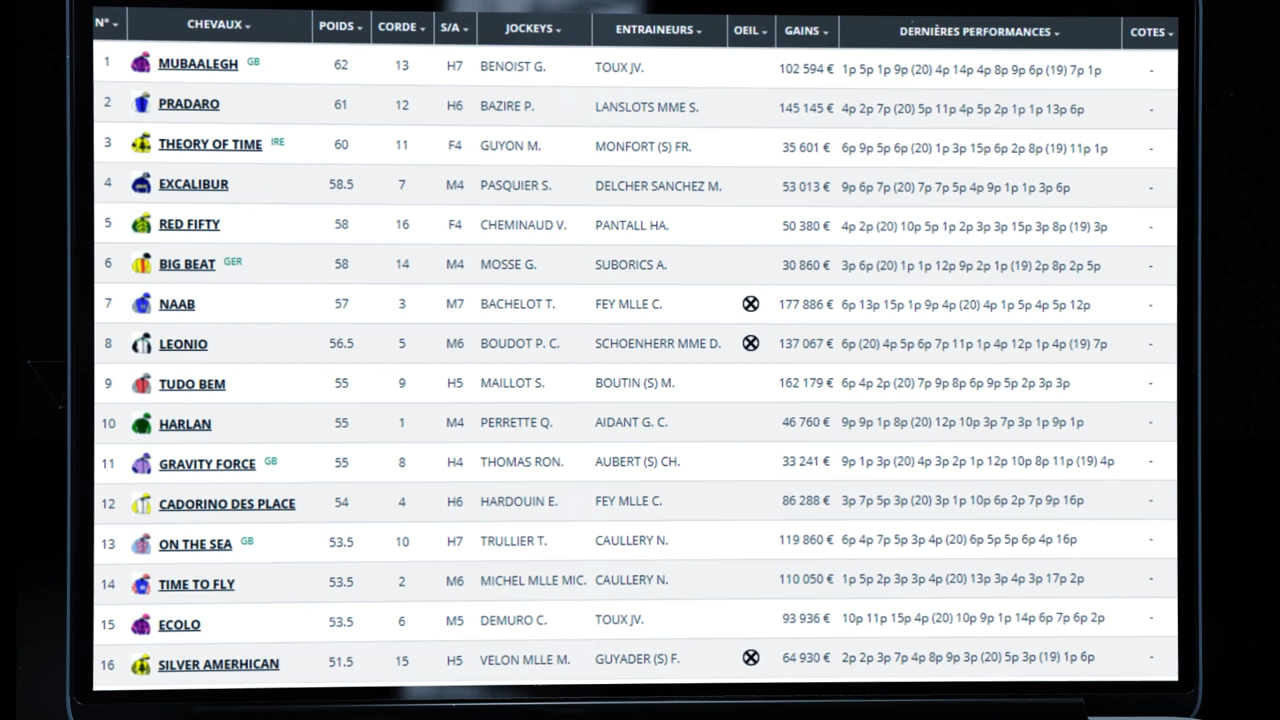 N° CHEVAUX POIDS CORDE S/A JOCKEYS ENTRAINEURS OEIL GAINS DERNIÈRES PERFORMANCES COTES
1 MUBAALEGH GB 62 13 H7 BENOIST G. TOUX JV. 102 594 € 1p 5p 1p 9p (20) 4p 14p 4p 8p 9p 6p (19) 7p 1p -
2 PRADARO 61 12 H6 BAZIRE P. LANSLOTS MME S. 145 145 € 4p 2p 7p (20) 5p 11p 4p 5p 2p 1p 1p 13p 6p -
3 THEORY OF TIME IRE 60 11 F4 GUYON M. MONFORT (S) FR. 35 601 € 6p 9p 5p 6p (20) 1p 3p 15p 6p 2p 8p (19) 11p 1p -
4 EXCALIBUR 58.5 7 M4 PASQUIER S. DELCHER SANCHEZ M. 53 013 € 9p 6p 7p (20) 7p 7p 5p 4p 9p 1p 1p 3p 6p -
5 RED FIFTY 58 16 F4 CHEMINAUD V. PANTALL HA. 50 380 € 4p 2p (20) 10p 5p 1p 2p 3p 3p 15p 3p 8p (19) 3p -
6 BIG BEAT GER 58 14 M4 MOSSE G. SUBORICS A. 30 860 € 3p 6p (20) 1p 1p 12p 9p 2p 1p (19) 2p 8p 2p 5p -
7 NAAB 57 3 M7 BACHELOT T. FEY MLLE C. 177 886 € 6p 13p 15p 1p 9p 4p (20) 4p 1p 5p 4p 5p 12p -
8 LEONIO 56.5 5 M6 BOUDOT P. C. SCHOENHERR MME D. 137 067 € 6p (20) 4p 5p 6p 7p 11p 1p 4p 12p 1p 4p (19) 7p -
9 TUDO BEM 55 9 H5 MAILLOT S. BOUTIN (S) M. 162 179 € 6p 4p 2p (20) 7p 9p 8p 6p 9p 5p 2p 3p 3p -
10 HARLAN 55 1 M4 PERRETTE Q. AIDANT G. C. 46 760 € 9p 9p 1p 8p (20) 12p 10p 3p 7p 3p 1p 9p 1p -
11 GRAVITY FORCE GB 55 8 H4 THOMAS RON. AUBERT (S) CH. 33 241 € 9p 1p 3p (20) 4p 3p 2p 1p 12p 10p 8p 11p (19) 4p -
12 CADORINO DES PLACE 54 4 H6 HARDOUIN E. FEY MLLE C. 86 288 € 3p 7p 5p 3p (20) 3p 1p 10p 6p 2p 7p 9p 16p -
13 ON THE SEA GB 53.5 10 H7 TRULLIER T. CAULLERY N. 119 860 € 6p 4p 7p 5p 3p 4p (20) 6p 5p 5p 6p 4p 16p -
14 TIME TO FLY 53.5 2 M6 MICHEL MLLE MIC. CAULLERY N. 110 050 € 1p 5p 2p 3p 3p 4p (20) 13p 3p 4p 3p 17p 2p -
15 ECOLO 53.5 6 M5 DEMURO C. TOUX JV. 93 936 € 10p 11p 15p 4p (20) 10p 9p 1p 14p 6p 7p 6p 2p -
16 SILVER AMERHICAN 51.5 15 H5 VELON MLLE M. GUYADER (S) F. 64 930 € 2p 2p 3p 7p 4p 8p 9p 3p (20) 5p 3p (19) 1p 6p -